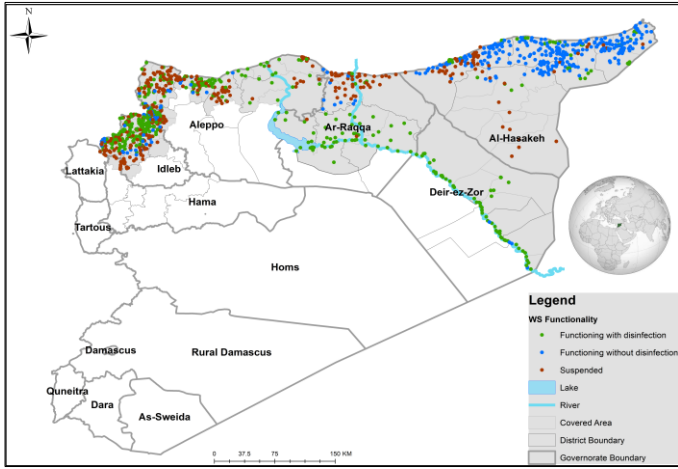 N
Aleppo
Ar-Raqqa
Al-Hasakeh
Lattakia
Idleb
Deir-ez-Zor
Hama
Tartous
Homs
Damascus
Rural Damascus
Quneitra
Dara
As-Sweida
0 37.5 75 150 KM
Legend
WS Functionality
Functioning with disinfection
Functioning without disinfection
Suspended
Lake
River
Covered Area
District Boundary
Governorate Boundary